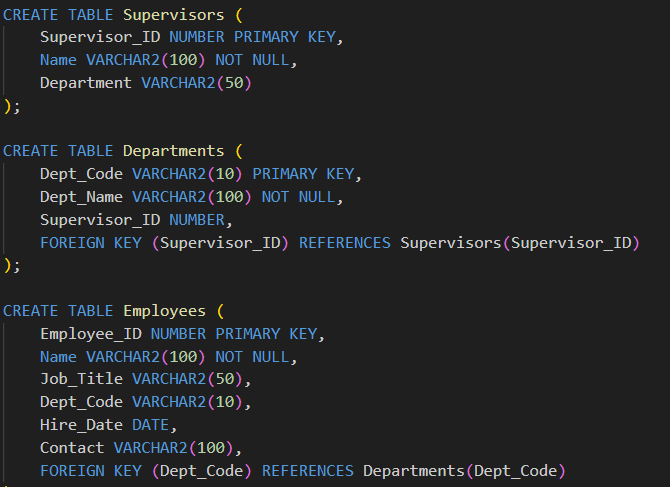 CREATE TABLE Supervisors (
    Supervisor_ID NUMBER PRIMARY KEY,
    Name VARCHAR2(100) NOT NULL,
    Department VARCHAR2(50)
);

CREATE TABLE Departments (
    Dept_Code VARCHAR2(10) PRIMARY KEY,
    Dept_Name VARCHAR2(100) NOT NULL,
    Supervisor_ID NUMBER,
    FOREIGN KEY (Supervisor_ID) REFERENCES Supervisors(Supervisor_ID)
);

CREATE TABLE Employees (
    Employee_ID NUMBER PRIMARY KEY,
    Name VARCHAR2(100) NOT NULL,
    Job_Title VARCHAR2(50),
    Dept_Code VARCHAR2(10),
    Hire_Date DATE,
    Contact VARCHAR2(100),
    FOREIGN KEY (Dept_Code) REFERENCES Departments(Dept_Code)